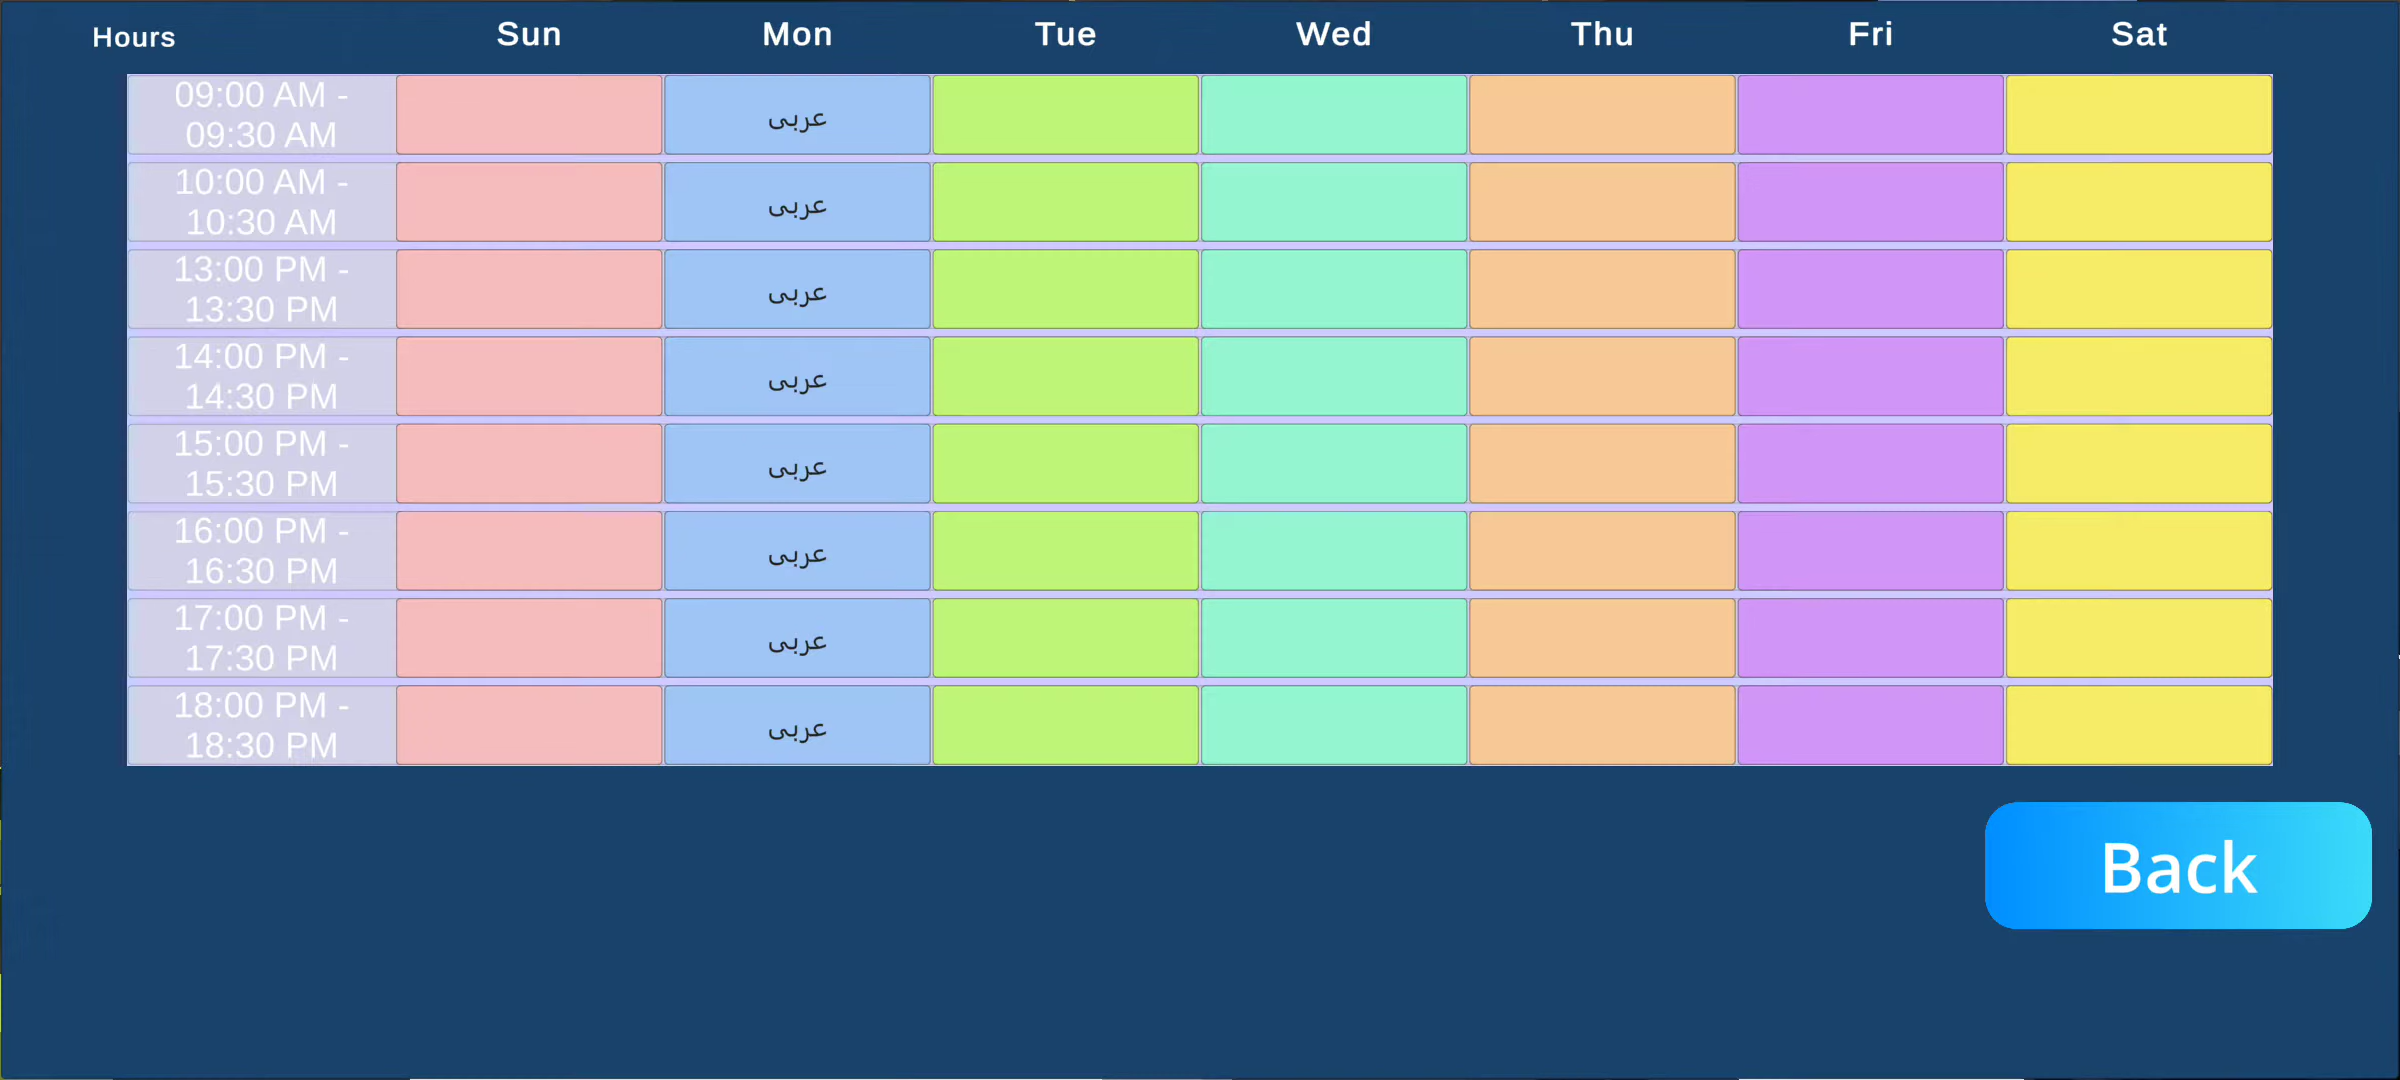 Hours Sun Mon Tue Wed Thu Fri Sat
09:00 AM -
09:30 AM
عربى
10:00 AM -
10:30 AM
عربى
13:00 PM -
13:30 PM
عربى
14:00 PM -
14:30 PM
عربى
15:00 PM -
15:30 PM
عربى
16:00 PM -
16:30 PM
عربى
17:00 PM -
17:30 PM
عربى
18:00 PM -
18:30 PM
عربى
Back